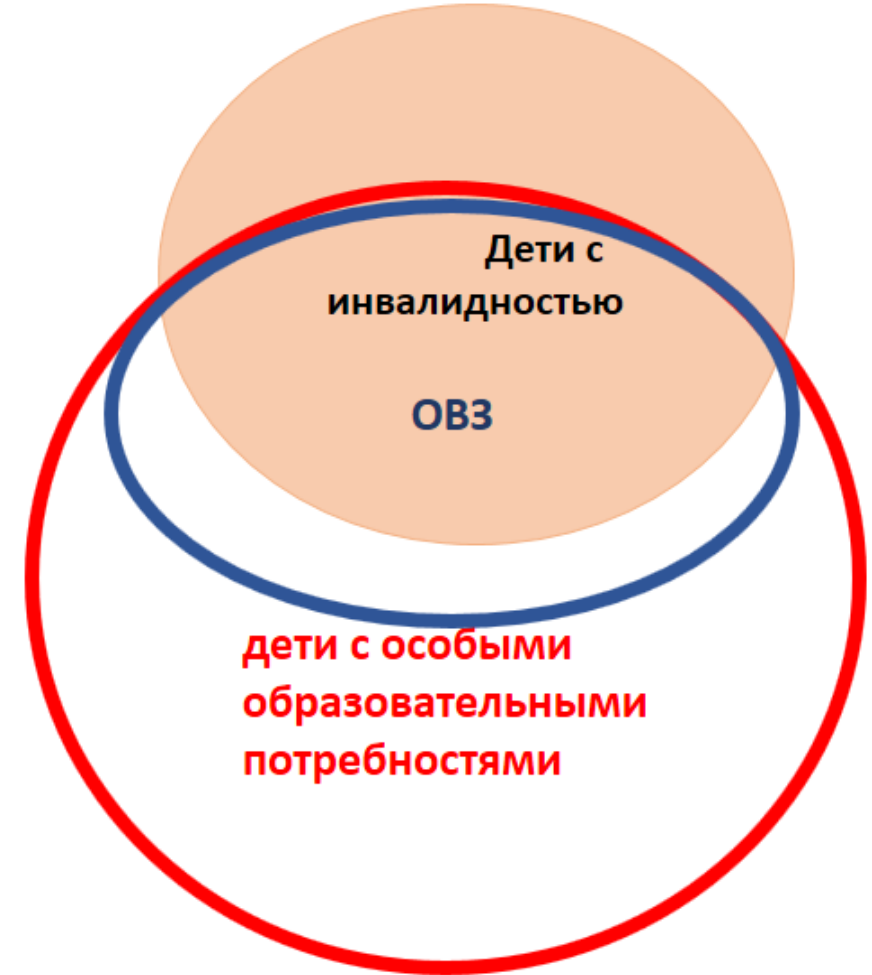 Дети с
инвалидностью
ОВЗ
дети с особыми
образовательными
потребностями